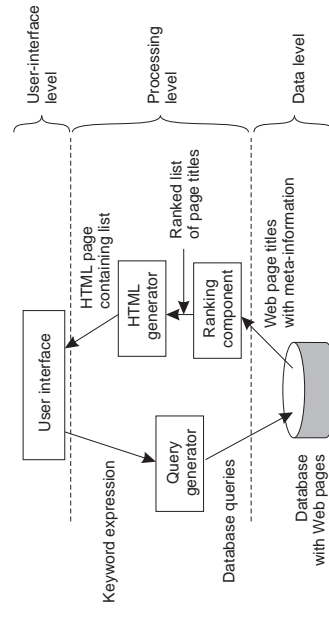 User interface
User-interface
level
Keyword expression
HTML page
containing list
HTML
generator
Query
generator
Ranked list
of page titles
Processing
level
Ranking
component
Database queries
Web page titles
with meta-information
Database
with Web pages
Data level